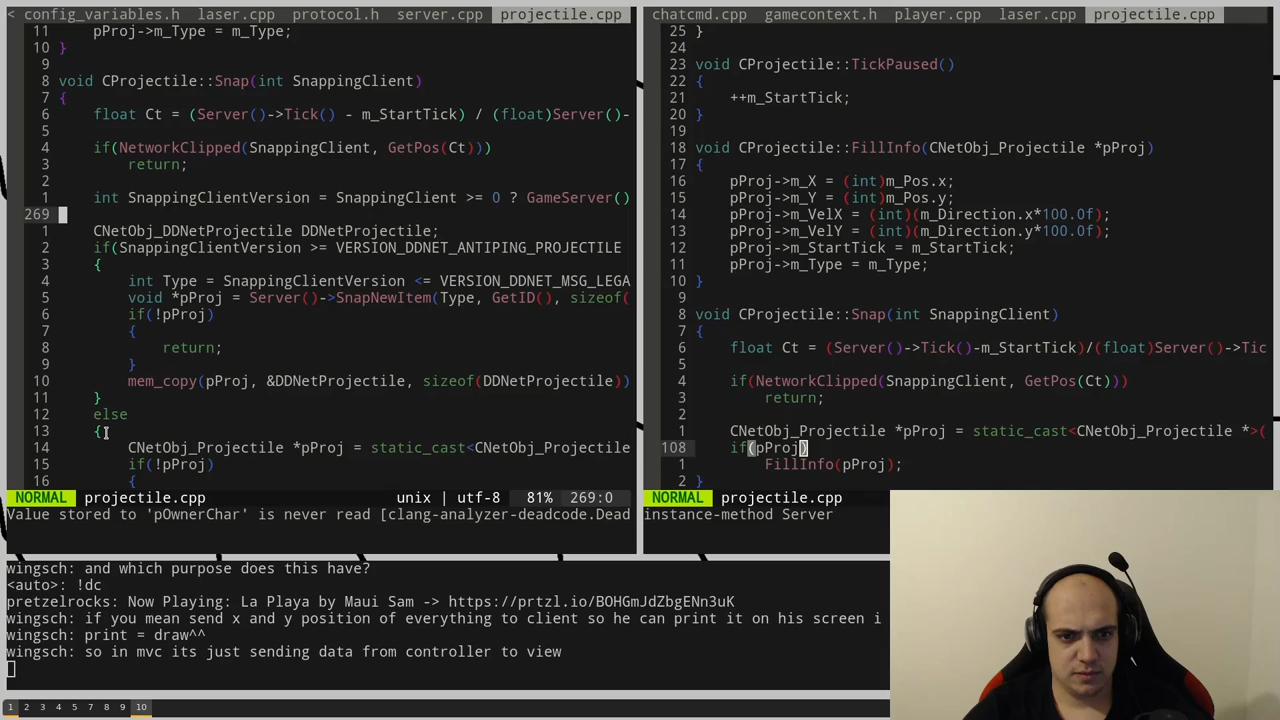 < config_variables.h  laser.cpp  protocol.h  server.cpp  projectile.cpp
11     pProj->m_Type = m_Type;
10 }
9
8 void CProjectile::Snap(int SnappingClient)
7 {
6     float Ct = (Server()->Tick() - m_StartTick) / (float)Server()-
5
4     if(NetworkClipped(SnappingClient, GetPos(Ct)))
3         return;
2
1     int SnappingClientVersion = SnappingClient >= 0 ? GameServer()
269
1     CNetObj_DDNetProjectile DDNetProjectile;
2     if(SnappingClientVersion >= VERSION_DDNET_ANTIPING_PROJECTILE
3     {
4         int Type = SnappingClientVersion <= VERSION_DDNET_MSG_LEGA
5         void *pProj = Server()->SnapNewItem(Type, GetID(), sizeof(
6         if(!pProj)
7         {
8             return;
9         }
10         mem_copy(pProj, &DDNetProjectile, sizeof(DDNetProjectile))
11     }
12     else
13     {
14         CNetObj_Projectile *pProj = static_cast<CNetObj_Projectile
15         if(!pProj)
16         {
NORMAL  projectile.cpp  unix | utf-8  81%  269:0
Value stored to 'pOwnerChar' is never read [clang-analyzer-deadcode.Dead
chatcmd.cpp  gamecontext.h  player.cpp  laser.cpp  projectile.cpp
25 }
24
23 void CProjectile::TickPaused()
22 {
21     ++m_StartTick;
20 }
19
18 void CProjectile::FillInfo(CNetObj_Projectile *pProj)
17 {
16     pProj->m_X = (int)m_Pos.x;
15     pProj->m_Y = (int)m_Pos.y;
14     pProj->m_VelX = (int)(m_Direction.x*100.0f);
13     pProj->m_VelY = (int)(m_Direction.y*100.0f);
12     pProj->m_StartTick = m_StartTick;
11     pProj->m_Type = m_Type;
10 }
9
8 void CProjectile::Snap(int SnappingClient)
7 {
6     float Ct = (Server()->Tick()-m_StartTick)/(float)Server()->Tic
5
4     if(NetworkClipped(SnappingClient, GetPos(Ct)))
3         return;
2
1     CNetObj_Projectile *pProj = static_cast<CNetObj_Projectile *>(
108     if(pProj)
1         FillInfo(pProj);
2 }
NORMAL  projectile.cpp
instance-method Server
wingsch: and which purpose does this have?
<auto>: !dc
pretzelrocks: Now Playing: La Playa by Maui Sam -> https://prtzl.io/BOHGmJdZbgENn3uK
wingsch: if you mean send x and y position of everything to client so he can print it on his screen i
wingsch: print = draw^^
wingsch: so in mvc its just sending data from controller to view
1 2 3 4 5 6 7 8 9 10